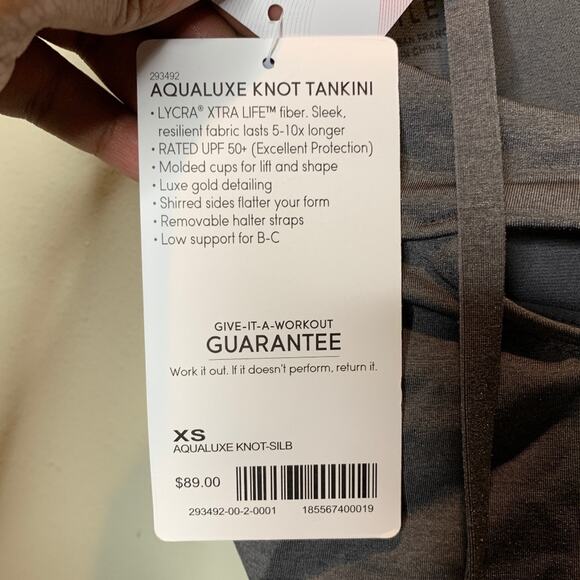 293492
AQUALUXE KNOT TANKINI
• LYCRA® XTRA LIFE™ fiber. Sleek,
resilient fabric lasts 5-10x longer
• RATED UPF 50+ (Excellent Protection)
• Molded cups for lift and shape
• Luxe gold detailing
• Shirred sides flatter your form
• Removable halter straps
• Low support for B-C
GIVE-IT-A-WORKOUT
GUARANTEE
Work it out. If it doesn't perform, return it.
XS
AQUALUXE KNOT-SILB
$89.00
293492-00-2-0001 185567400019
CHINA